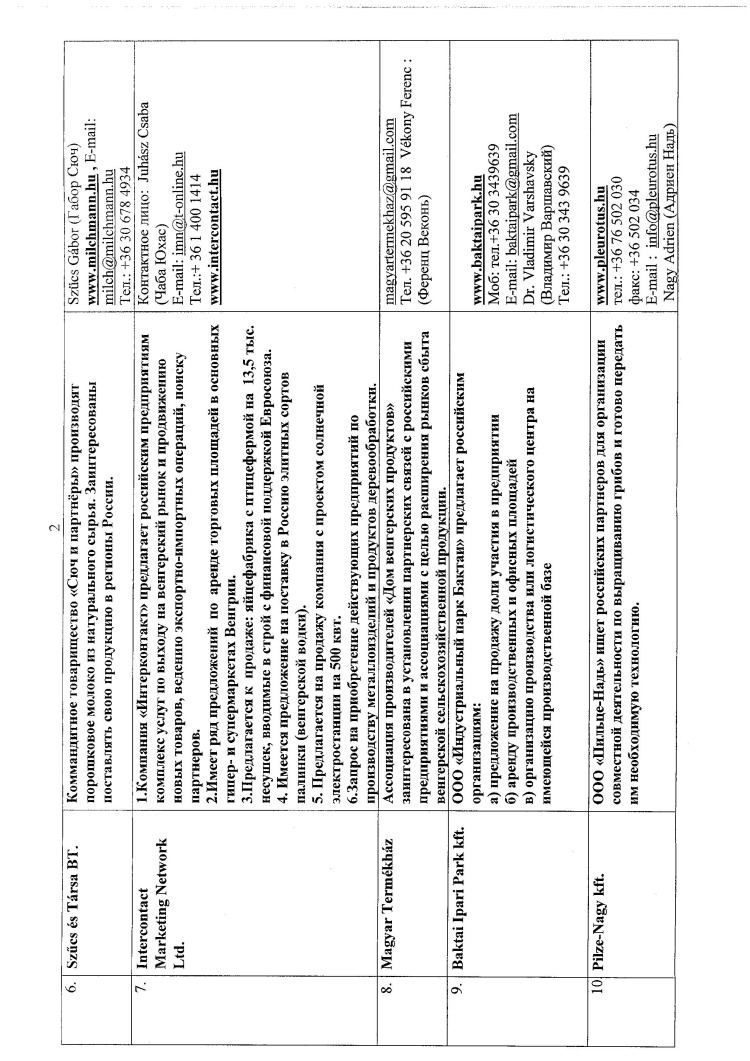 2
6.
Szűcs és Társa BT.
Коммандитное товарищество «Сюч и партнёры» производят
порошковое молоко из натурального сырья. Заинтересованы
поставлять свою продукцию в регионы России.
Szűcs Gábor (Габор Сюч)
www.milchmann.hu , E-mail:
milch@milchmann.hu
Тел.: +36 30 678 4934
7.
Intercontact
Marketing Network
Ltd.
1.Компания «Интерконтакт» предлагает российским предприятиям
комплекс услуг по выходу на венгерский рынок и продвижению
новых товаров, ведению экспортно-импортных операций, поиску
партнеров.
2.Имеет ряд предложений по аренде торговых площадей в основных
гипер- и супермаркетах Венгрии.
3.Предлагается к продаже: яйцефабрика с птицефермой на 13,5 тыс.
несушек, вводимые в строй с финансовой поддержкой Евросоюза.
4. Имеется предложение на поставку в Россию элитных сортов
палинки (венгерской водки).
5. Предлагается на продажу компания с проектом солнечной
электростанции на 500 квт.
6.Запрос на приобретение действующих предприятий по
производству металлоизделий и продуктов деревообработки.
Контактное лицо: Juhász Csaba
(Чаба Юхас)
E-mail: imn@t-online.hu
Тел.:+ 36 1 400 1414
www.intercontact.hu
8.
Magyar Termékház
Ассоциация производителей «Дом венгерских продуктов»
заинтересована в установлении партнерских связей с российскими
предприятиями и ассоциациями с целью расширения рынков сбыта
венгерской сельскохозяйственной продукции.
magyartermekhaz@gmail.com
Тел. +36 20 595 91 18 Vékony Ferenc :
(Ференц Веконь)
9.
Baktai Ipari Park kft.
ООО «Индустриальный парк Бактаи» предлагает российским
организациям:
а) предложение на продажу доли участия в предприятии
б) аренду производственных и офисных площадей
в) организацию производства или логистического центра на
имеющейся производственной базе
www.baktaipark.hu
Моб: тел.+36 30 3439639
E-mail: baktaipark@gmail.com
Dr. Vladimir Varshavsky
(Владимир Варшавский)
Тел.: +36 30 343 9639
10.
Pilze-Nagy kft.
ООО «Пильце-Надь» ищет российских партнеров для организации
совместной деятельности по выращиванию грибов и готово передать
им необходимую технологию.
www.pleurotus.hu
тел.: +36 76 502 030
факс: +36 502 034
E-mail : info@pleurotus.hu
Nagy Adrien (Адриен Надь)